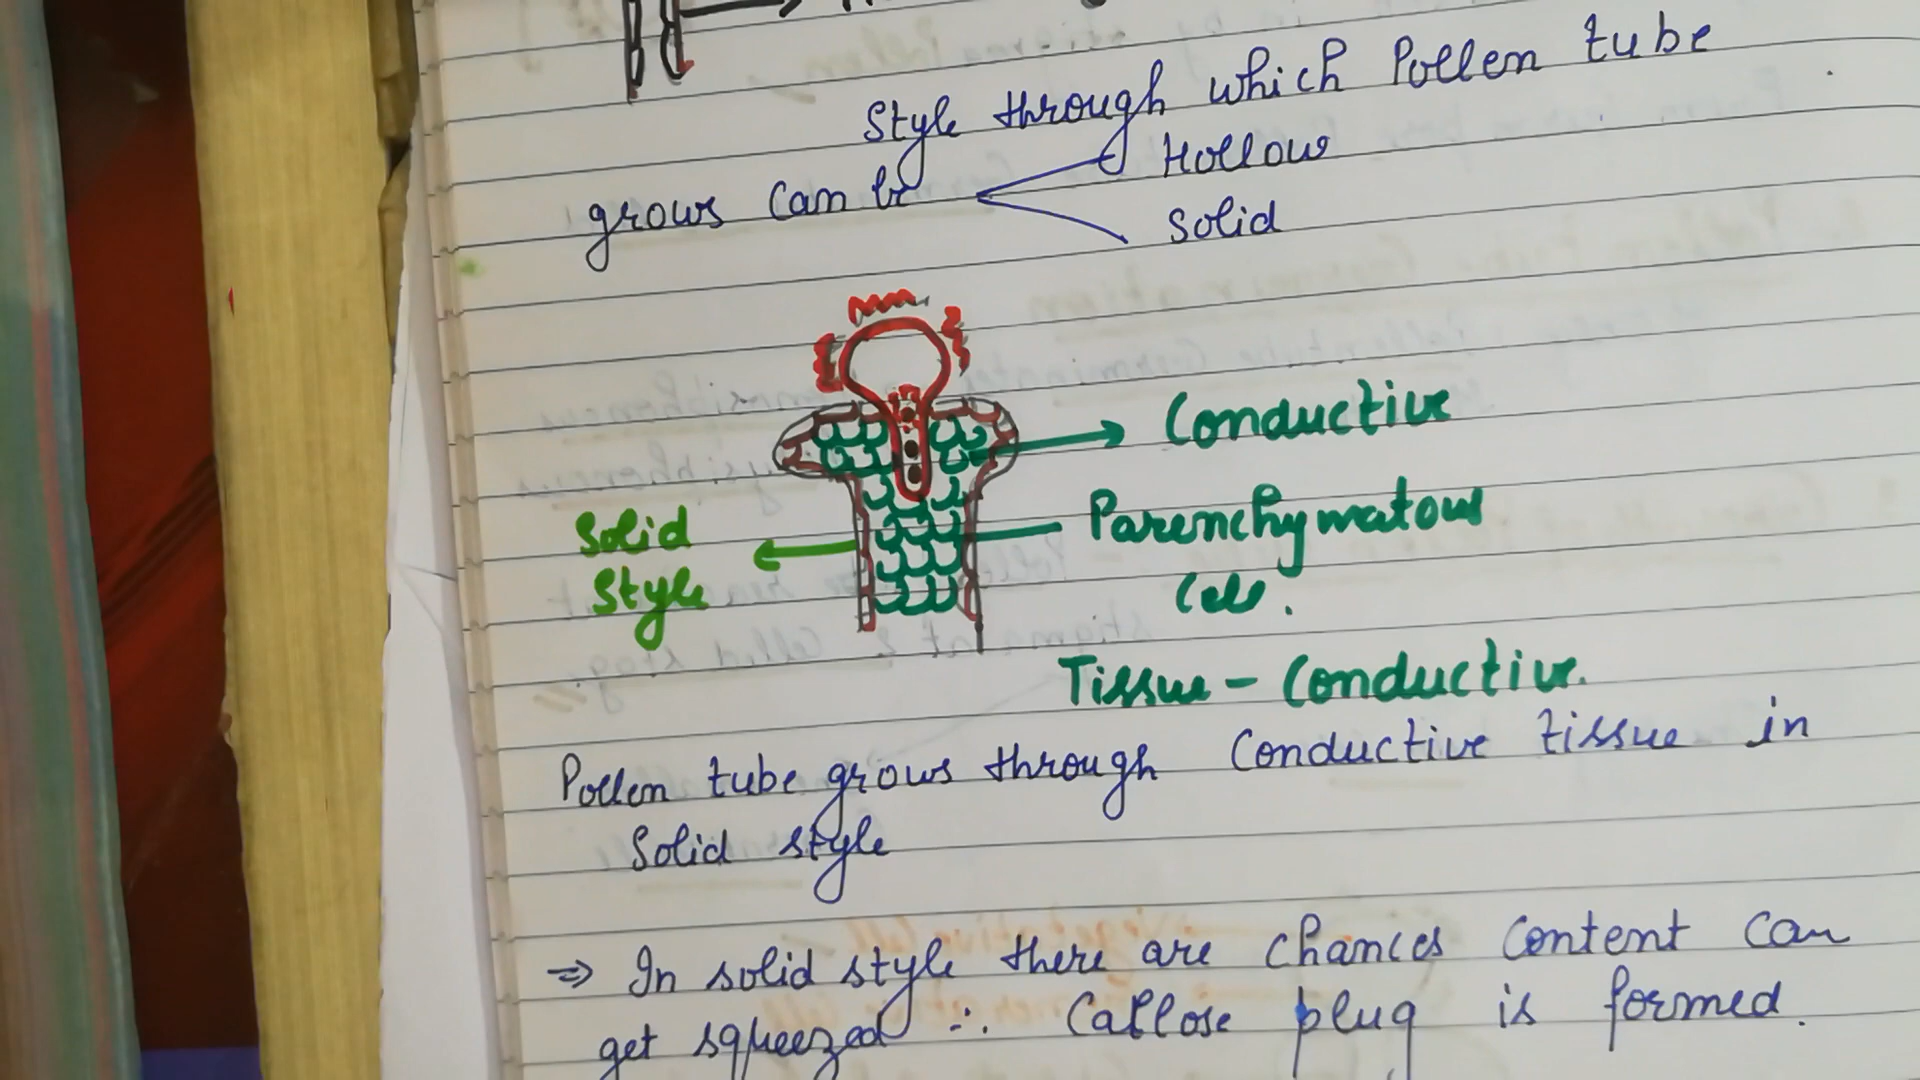 Style through which Pollen tube
grows can be
Hollow
Solid
Conductive
Solid
Style
Parenchymatous
Cells.
Tissue - Conductive.
Pollen tube grows through Conductive tissue in
Solid style
⇒ In solid style there are chances content can
get squeezed ∴ Callose plug is formed.